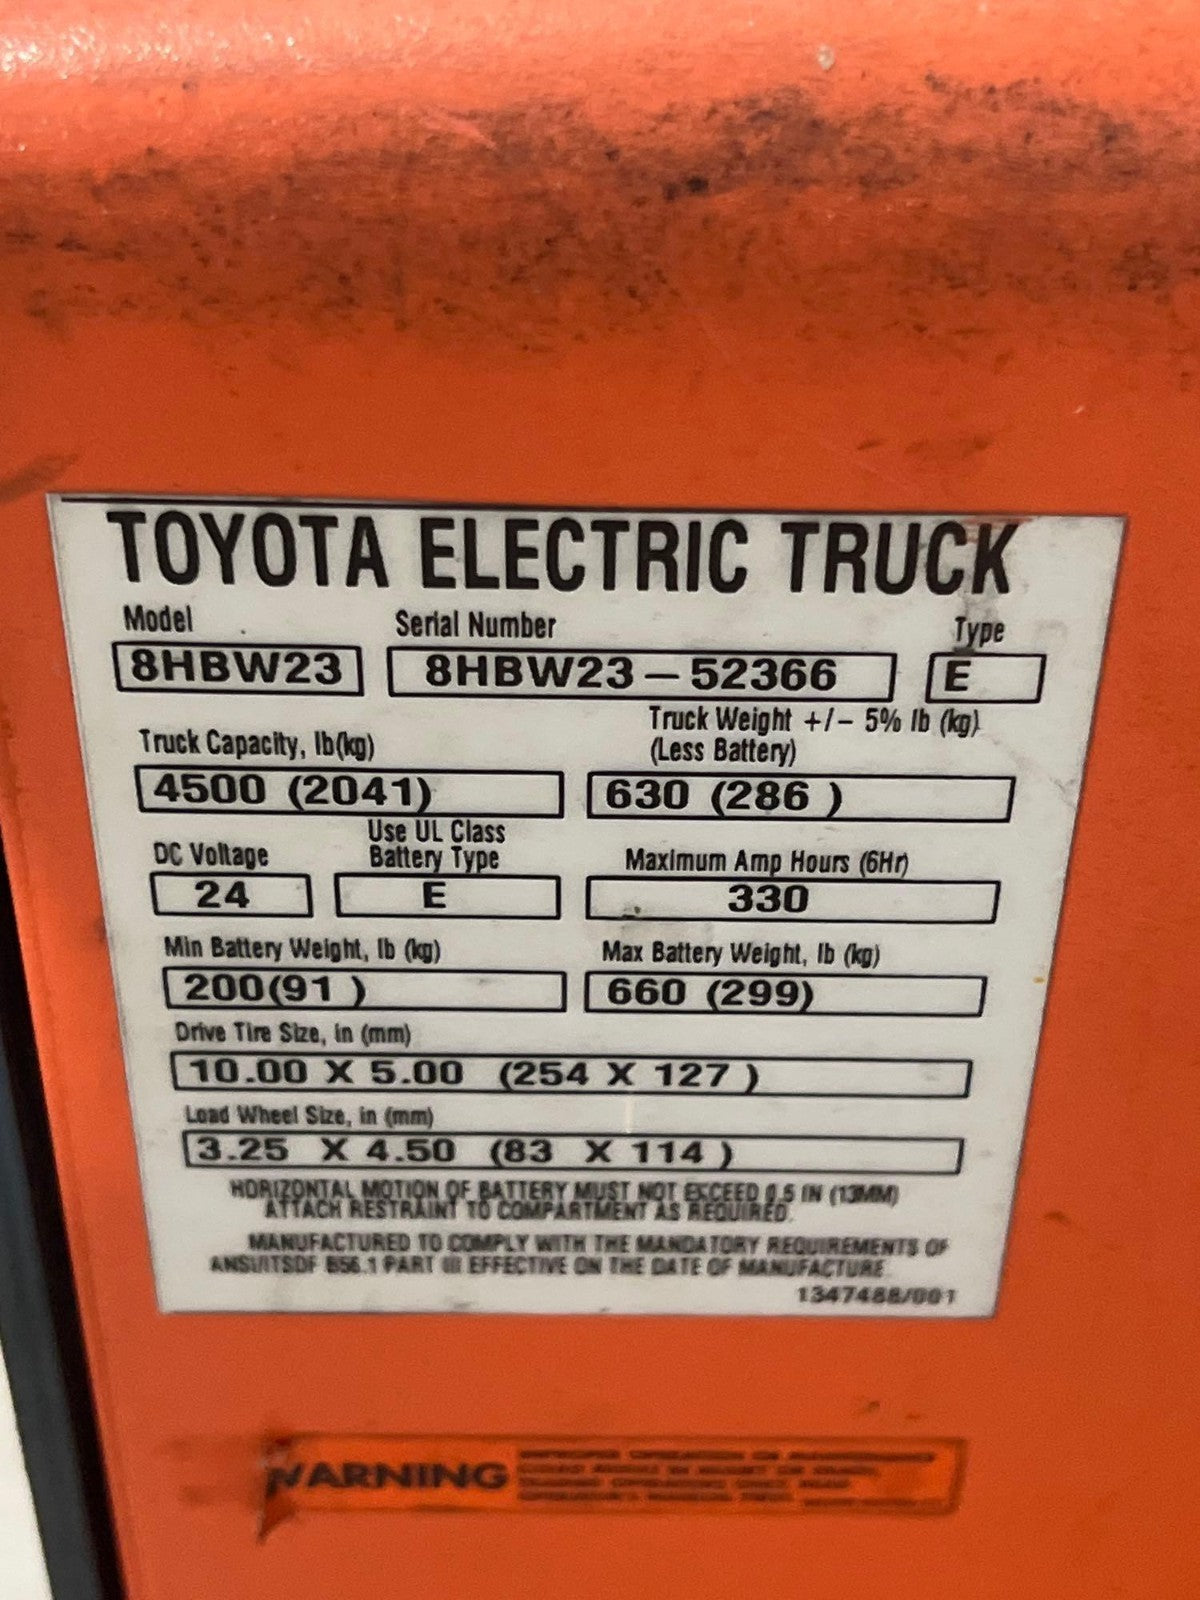 TOYOTA ELECTRIC TRUCK
Model Serial Number Type
8HBW23 8HBW23-52366 E
Truck Capacity, lb(kg) Truck Weight +/- 5% lb (kg) (Less Battery)
4500 (2041) 630 (286 )
DC Voltage Use UL Class Battery Type Maximum Amp Hours (6Hr)
24 E 330
Min Battery Weight, lb (kg) Max Battery Weight, lb (kg)
200(91 ) 660 (299)
Drive Tire Size, in (mm)
10.00 X 5.00 (254 X 127 )
Load Wheel Size, in (mm)
3.25 X 4.50 (83 X 114 )
HORIZONTAL MOTION OF BATTERY MUST NOT EXCEED 0.5 IN (13MM)
ATTACH RESTRAINT TO COMPARTMENT AS REQUIRED.
MANUFACTURED TO COMPLY WITH THE MANDATORY REQUIREMENTS OF
ANSI/ITSDF B56.1 PART III EFFECTIVE ON THE DATE OF MANUFACTURE
1347488/001
WARNING